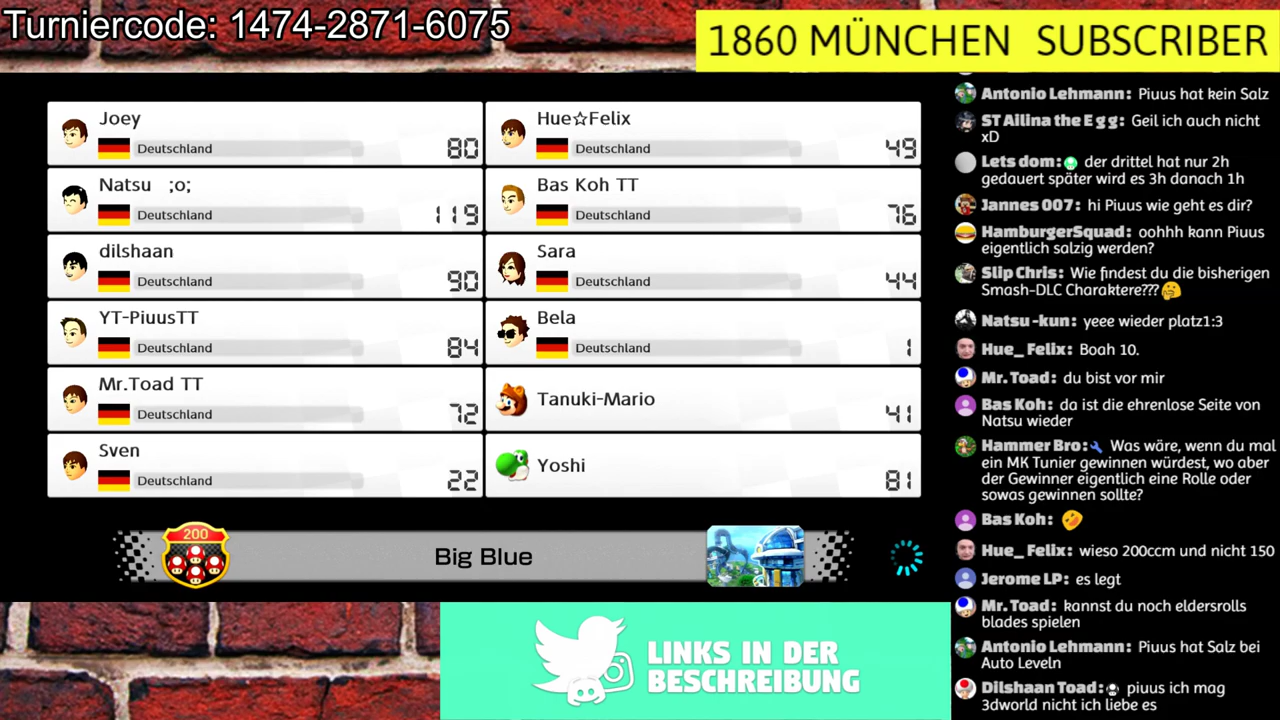 Turniercode: 1474-2871-6075
1860 MÜNCHEN SUBSCRIBER
Joey
Deutschland
80
Natsu ;o;
Deutschland
119
dilshaan
Deutschland
90
YT-PiuusTT
Deutschland
84
Mr.Toad TT
Deutschland
72
Sven
Deutschland
22
Hue☆Felix
Deutschland
49
Bas Koh TT
Deutschland
76
Sara
Deutschland
44
Bela
Deutschland
1
Tanuki-Mario
41
Yoshi
81
200
Big Blue
LINKS IN DER
BESCHREIBUNG
Antonio Lehmann: Piuus hat kein Salz
ST Ailina the E g g: Geil ich auch nicht
xD
Lets dom: der drittel hat nur 2h
gedauert später wird es 3h danach 1h
Jannes 007: hi Piuus wie geht es dir?
HamburgerSquad: oohhh kann Piuus
eigentlich salzig werden?
Slip Chris: Wie findest du die bisherigen
Smash-DLC Charaktere???🤔
Natsu -kun: yeee wieder platz1:3
Hue_ Felix: Boah 10.
Mr. Toad: du bist vor mir
Bas Koh: da ist die ehrenlose Seite von
Natsu wieder
Hammer Bro: Was wäre, wenn du mal
ein MK Tunier gewinnen würdest, wo aber
der Gewinner eigentlich eine Rolle oder
sowas gewinnen sollte?
Bas Koh: 🤣
Hue_ Felix: wieso 200ccm und nicht 150
Jerome LP: es legt
Mr. Toad: kannst du noch eldersrolls
blades spielen
Antonio Lehmann: Piuus hat Salz bei
Auto Leveln
Dilshaan Toad: piuus ich mag
3dworld nicht ich liebe es